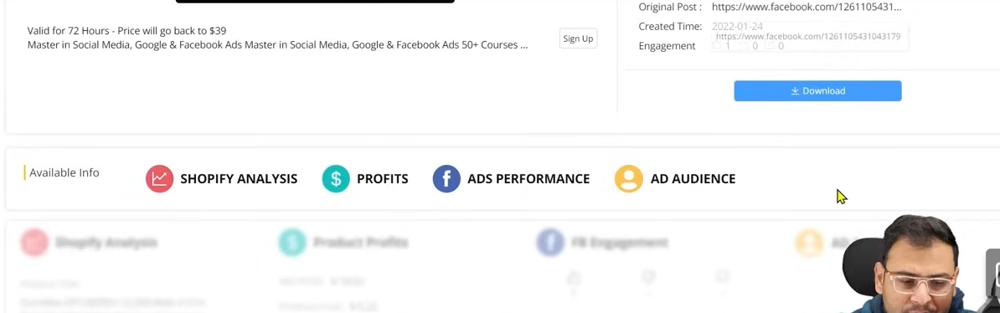 Original Post : https://www.facebook.com/1261105431...
Valid for 72 Hours - Price will go back to $39
Master in Social Media, Google & Facebook Ads Master in Social Media, Google & Facebook Ads 50+ Courses ...
Sign Up
Created Time: 2022-01-24
https://www.facebook.com/1261105431043179
Engagement 1 0 0
Download
Available Info
SHOPIFY ANALYSIS
PROFITS
ADS PERFORMANCE
AD AUDIENCE
Shopify Analysis
Product Profits
FB Engagement